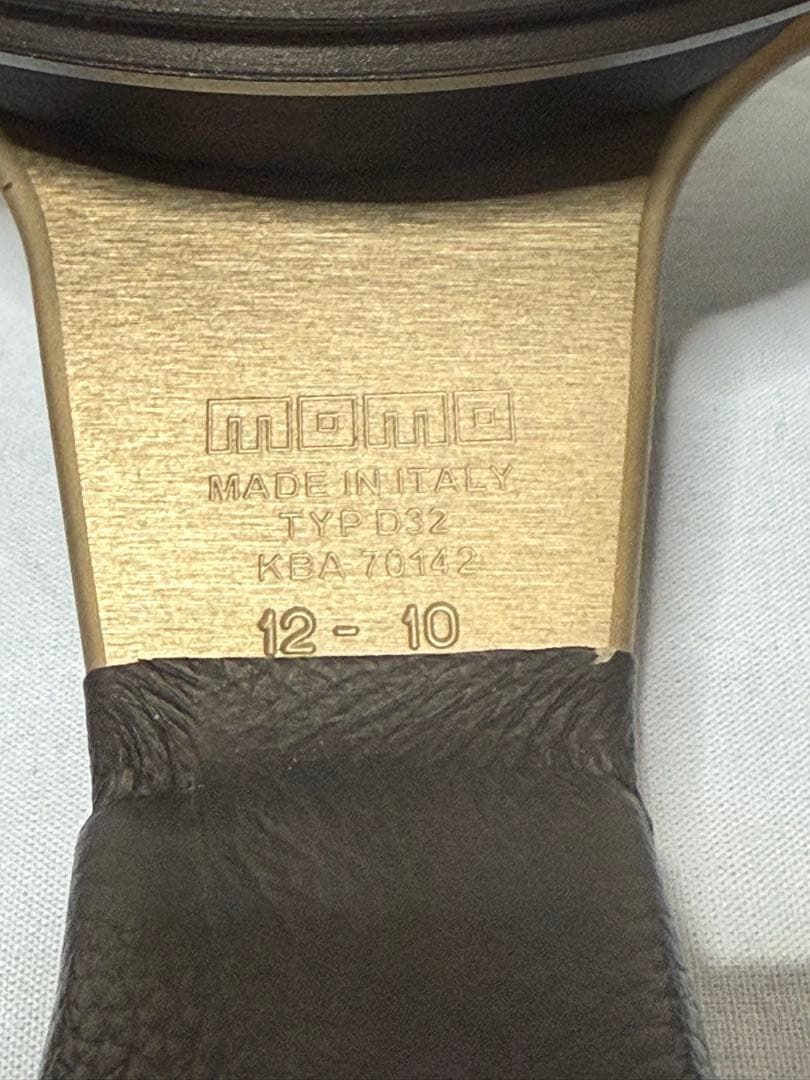 momo
MADE IN ITALY
TYP D32
KBA 70142
12 - 10